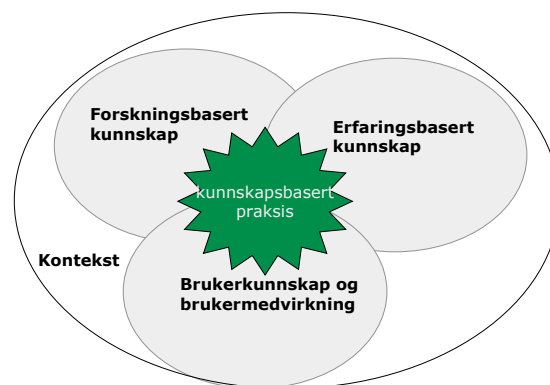 Forskningsbasert
kunnskap
Erfaringsbasert
kunnskap
kunnskapsbasert
praksis
Kontekst
Brukerkunnskap og
brukermedvirkning